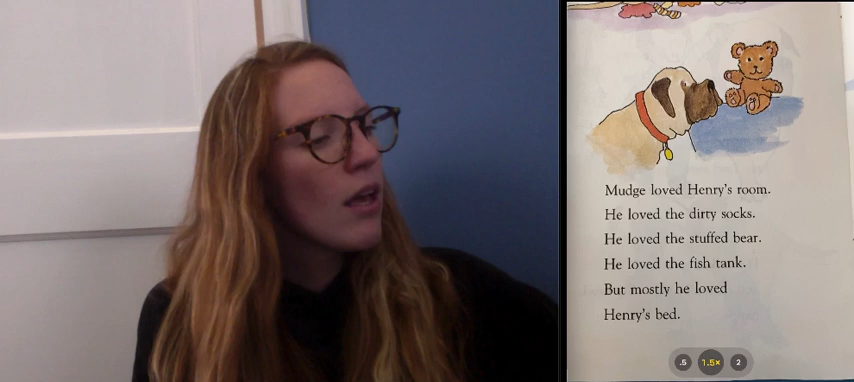 Mudge loved Henry's room.
He loved the dirty socks.
He loved the stuffed bear.
He loved the fish tank.
But mostly he loved
Henry's bed.
.5 1.5× 2